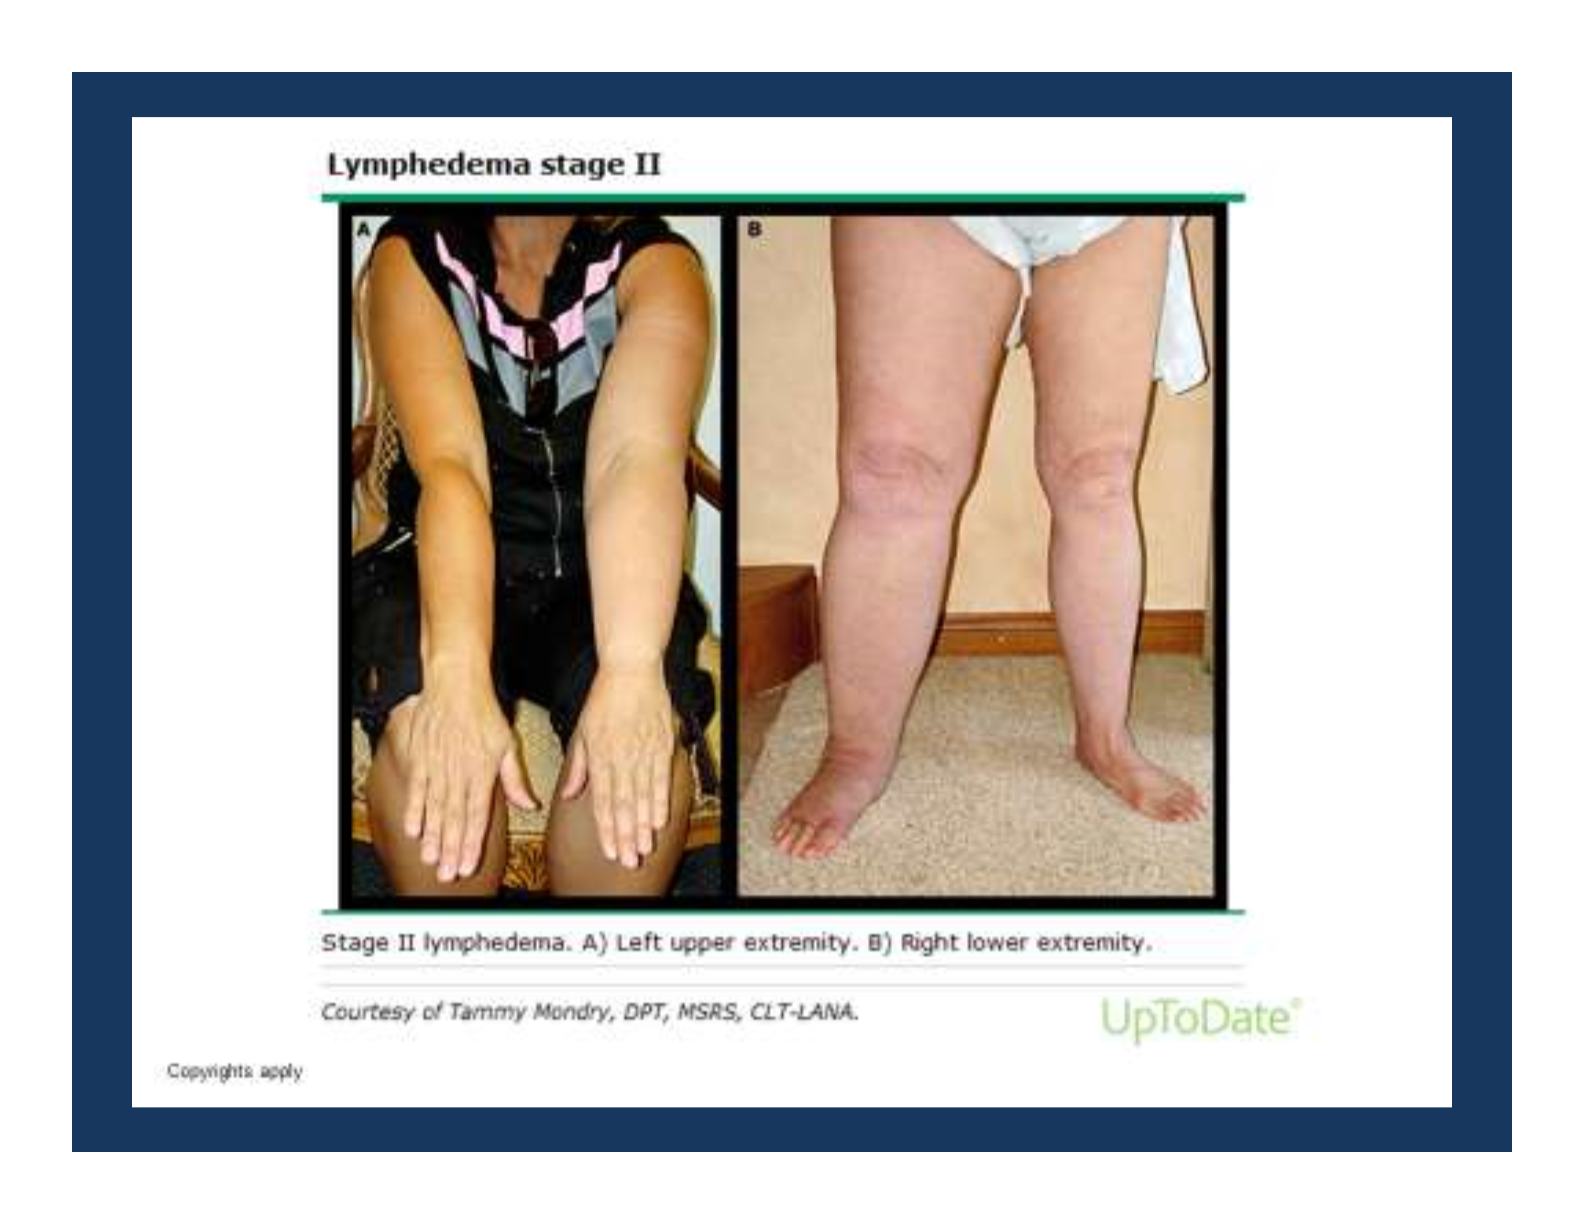 Lymphedema stage II
A
B
Stage II lymphedema. A) Left upper extremity. B) Right lower extremity.
Courtesy of Tammy Mondry, DPT, MSRS, CLT-LANA.
UpToDate®
Copyrights apply